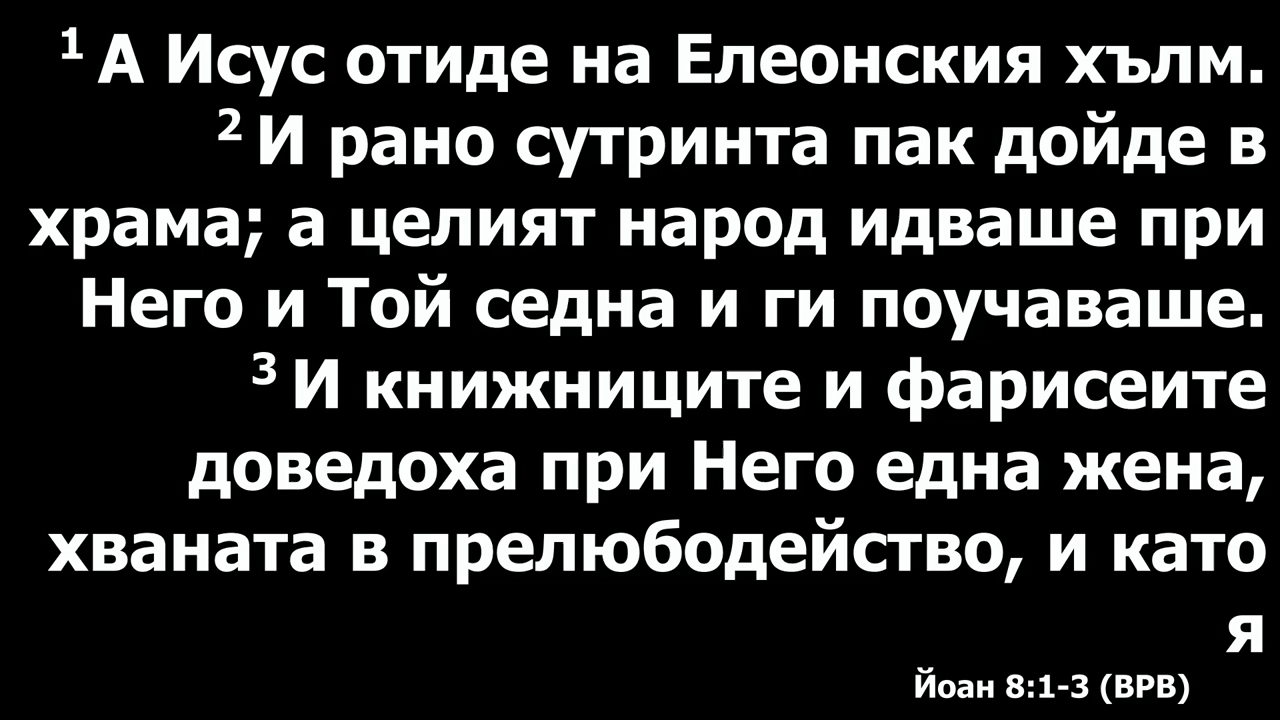 1 А Исус отиде на Елеонския хълм.
2 И рано сутринта пак дойде в
храма; а целият народ идваше при
Него и Той седна и ги поучаваше.
3 И книжниците и фарисеите
доведоха при Него една жена,
хваната в прелюбодейство, и като
я
Йоан 8:1-3 (ВРВ)